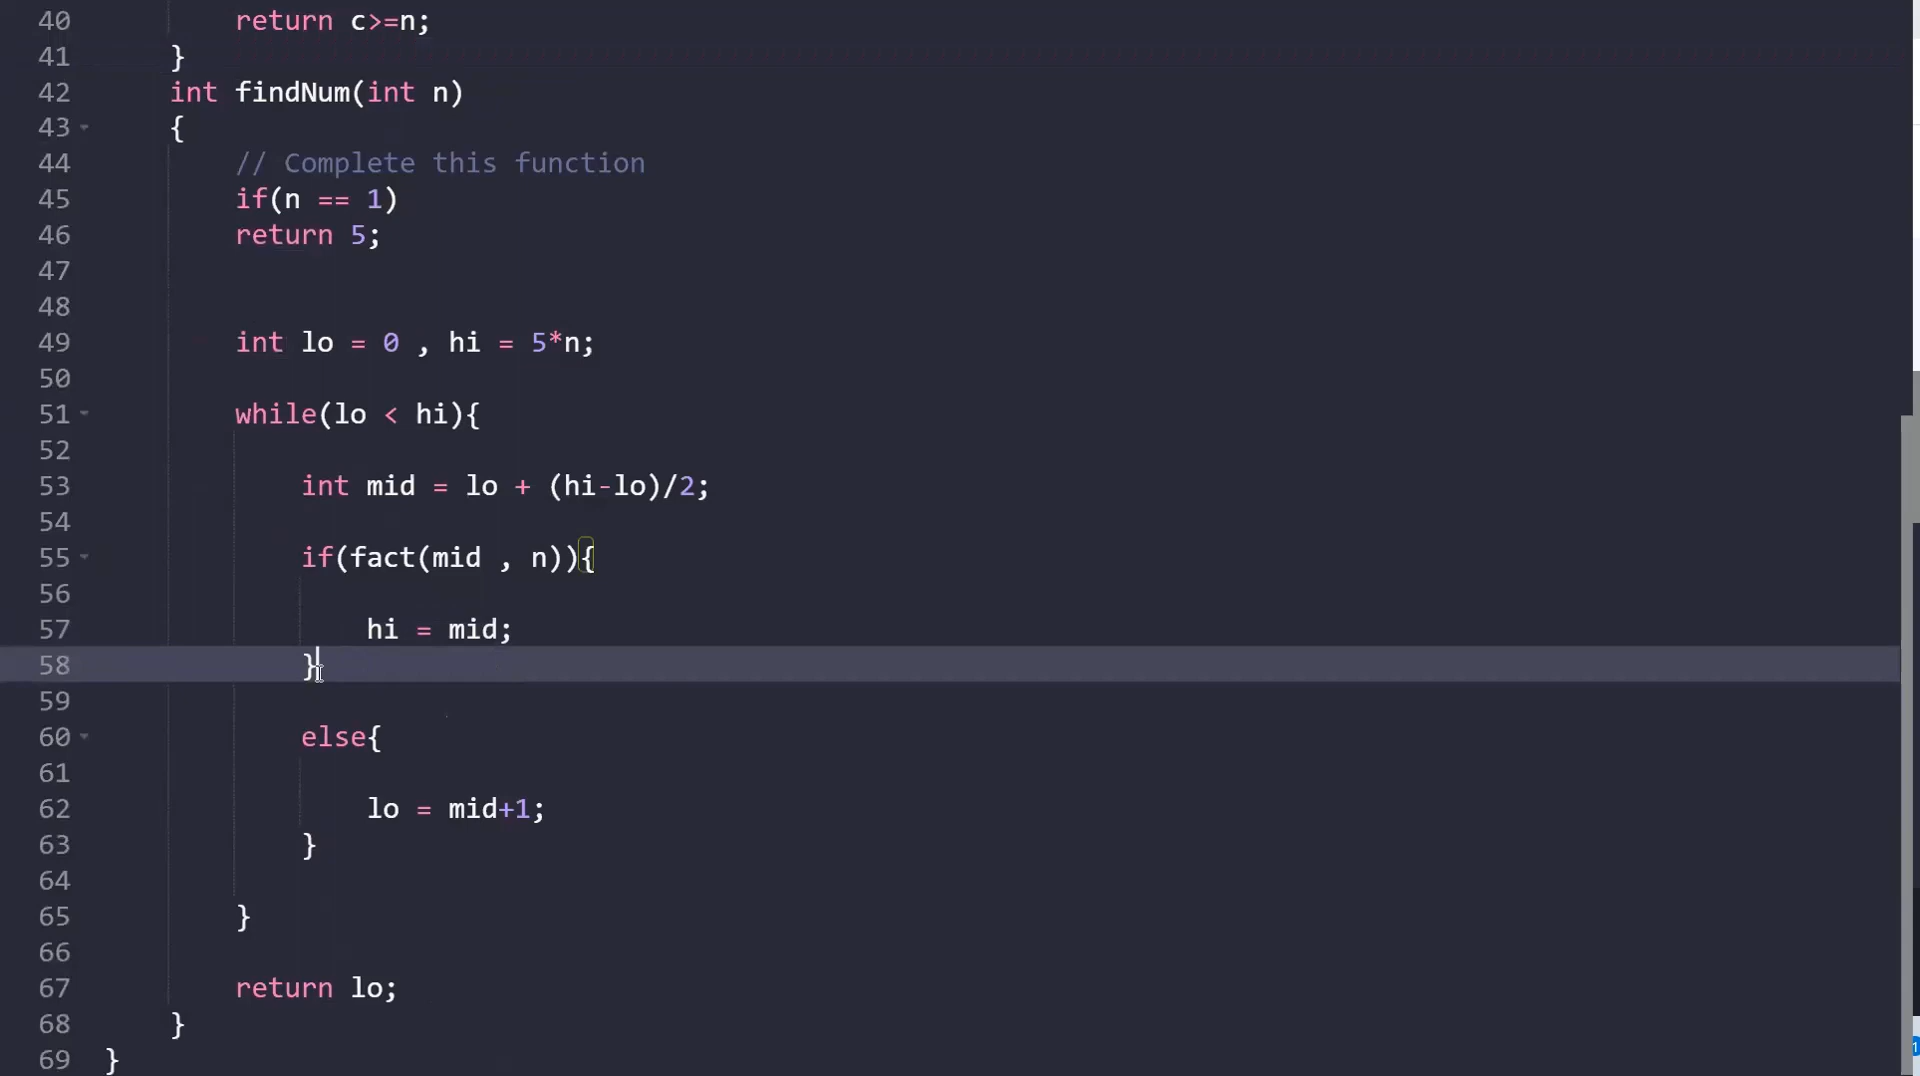 40 return c>=n;
41 }
42 int findNum(int n)
43 {
44 // Complete this function
45 if(n == 1)
46 return 5;
47
48
49 int lo = 0 , hi = 5*n;
50
51 while(lo < hi){
52
53 int mid = lo + (hi-lo)/2;
54
55 if(fact(mid , n)){
56
57 hi = mid;
58 }
59
60 else{
61
62 lo = mid+1;
63 }
64
65 }
66
67 return lo;
68 }
69 }
1